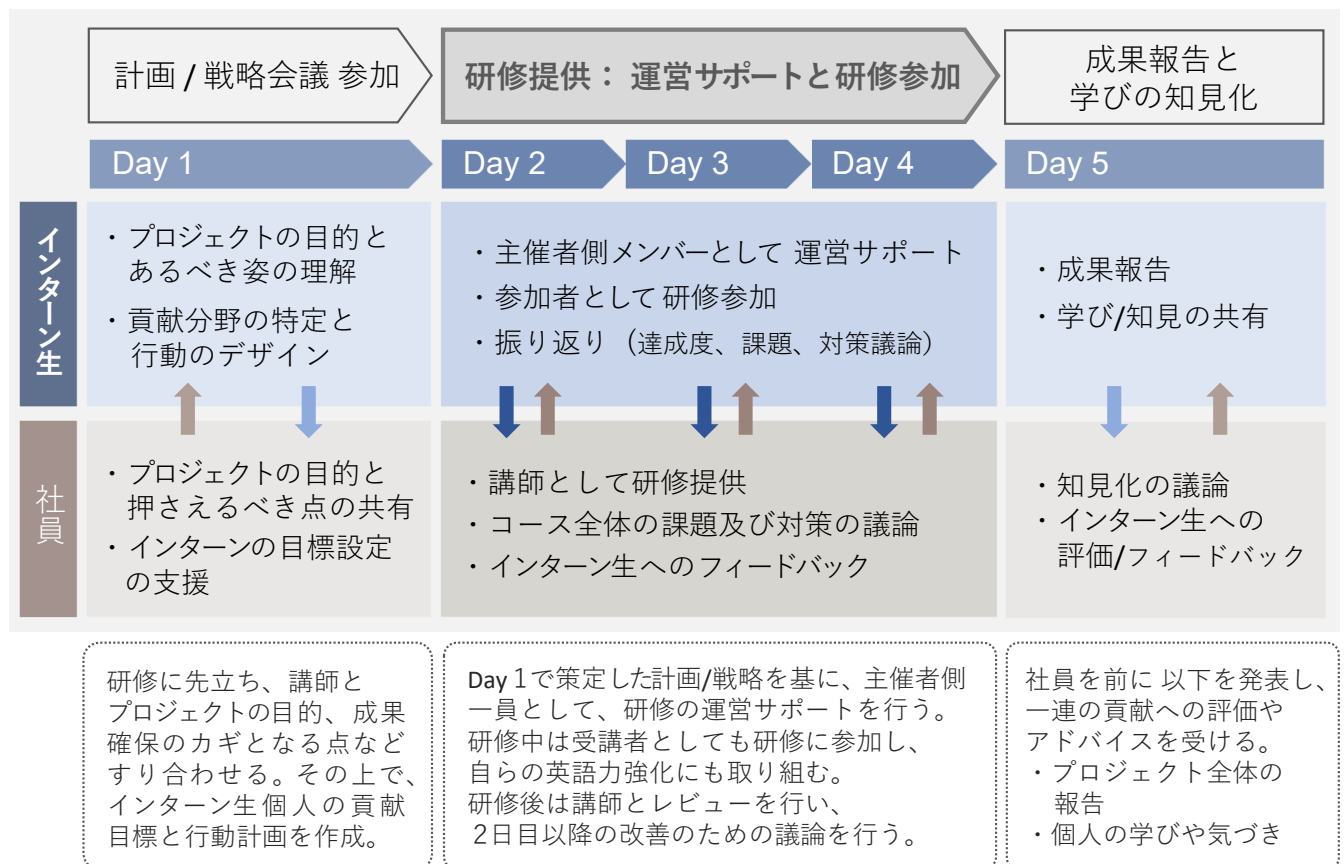 計画 / 戦略会議 参加
研修提供： 運営サポートと研修参加
成果報告と
学びの知見化
Day 1
Day 2
Day 3
Day 4
Day 5
インターン生
・プロジェクトの目的と
あるべき姿の理解
・貢献分野の特定と
行動のデザイン
・主催者側メンバーとして 運営サポート
・参加者として 研修参加
・振り返り（達成度、課題、対策議論）
・成果報告
・学び/知見の共有
社員
・プロジェクトの目的と
押さえるべき点の共有
・インターンの目標設定
の支援
・講師として研修提供
・コース全体の課題及び対策の議論
・インターン生へのフィードバック
・知見化の議論
・インターン生への
評価/フィードバック
研修に先立ち、講師と
プロジェクトの目的、成果
確保のカギとなる点など
すり合わせる。その上で、
インターン生個人の貢献
目標と行動計画を作成。
Day 1で策定した計画/戦略を基に、主催者側
一員として、研修の運営サポートを行う。
研修中は受講者としても研修に参加し、
自らの英語力強化にも取り組む。
研修後は講師とレビューを行い、
2日目以降の改善のための議論を行う。
社員を前に 以下を発表し、
一連の貢献への評価や
アドバイスを受ける。
・プロジェクト全体の
報告
・個人の学びや気づき